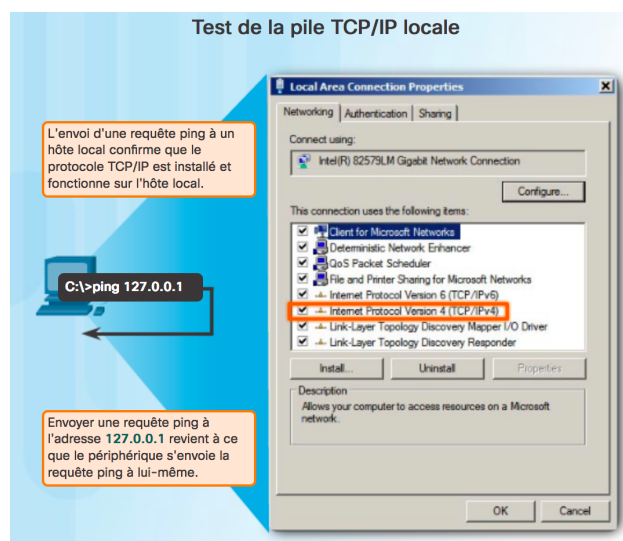 Test de la pile TCP/IP locale
L'envoi d'une requête ping à un
hôte local confirme que le
protocole TCP/IP est installé et
fonctionne sur l'hôte local.
C:\>ping 127.0.0.1
Envoyer une requête ping à
l'adresse 127.0.0.1 revient à ce
que le périphérique s'envoie la
requête ping à lui-même.
Local Area Connection Properties
Networking Authentication Sharing
Connect using:
Intel(R) 82579LM Gigabit Network Connection
Configure...
This connection uses the following items:
Client for Microsoft Networks
Deterministic Network Enhancer
QoS Packet Scheduler
File and Printer Sharing for Microsoft Networks
Internet Protocol Version 6 (TCP/IPv6)
Internet Protocol Version 4 (TCP/IPv4)
Link-Layer Topology Discovery Mapper I/O Driver
Link-Layer Topology Discovery Responder
Install... Uninstall Properties
Description
Allows your computer to access resources on a Microsoft
network.
OK Cancel